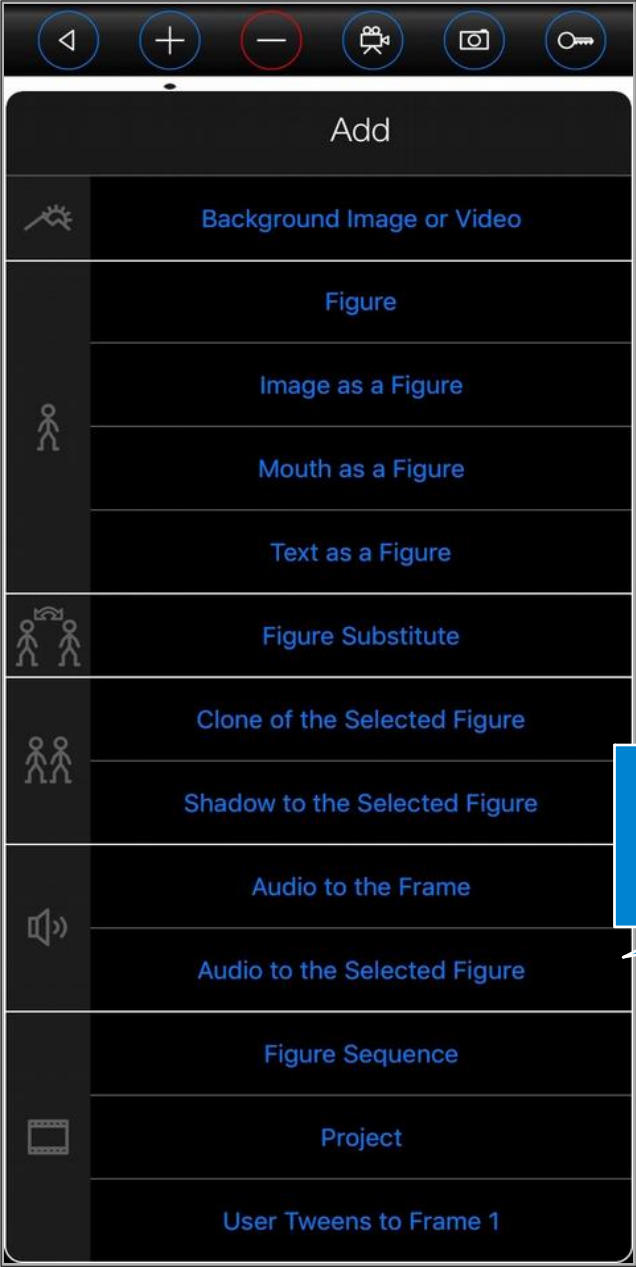 Add
Background Image or Video
Figure
Image as a Figure
Mouth as a Figure
Text as a Figure
Figure Substitute
Clone of the Selected Figure
Shadow to the Selected Figure
Audio to the Frame
Audio to the Selected Figure
Figure Sequence
Project
User Tweens to Frame 1